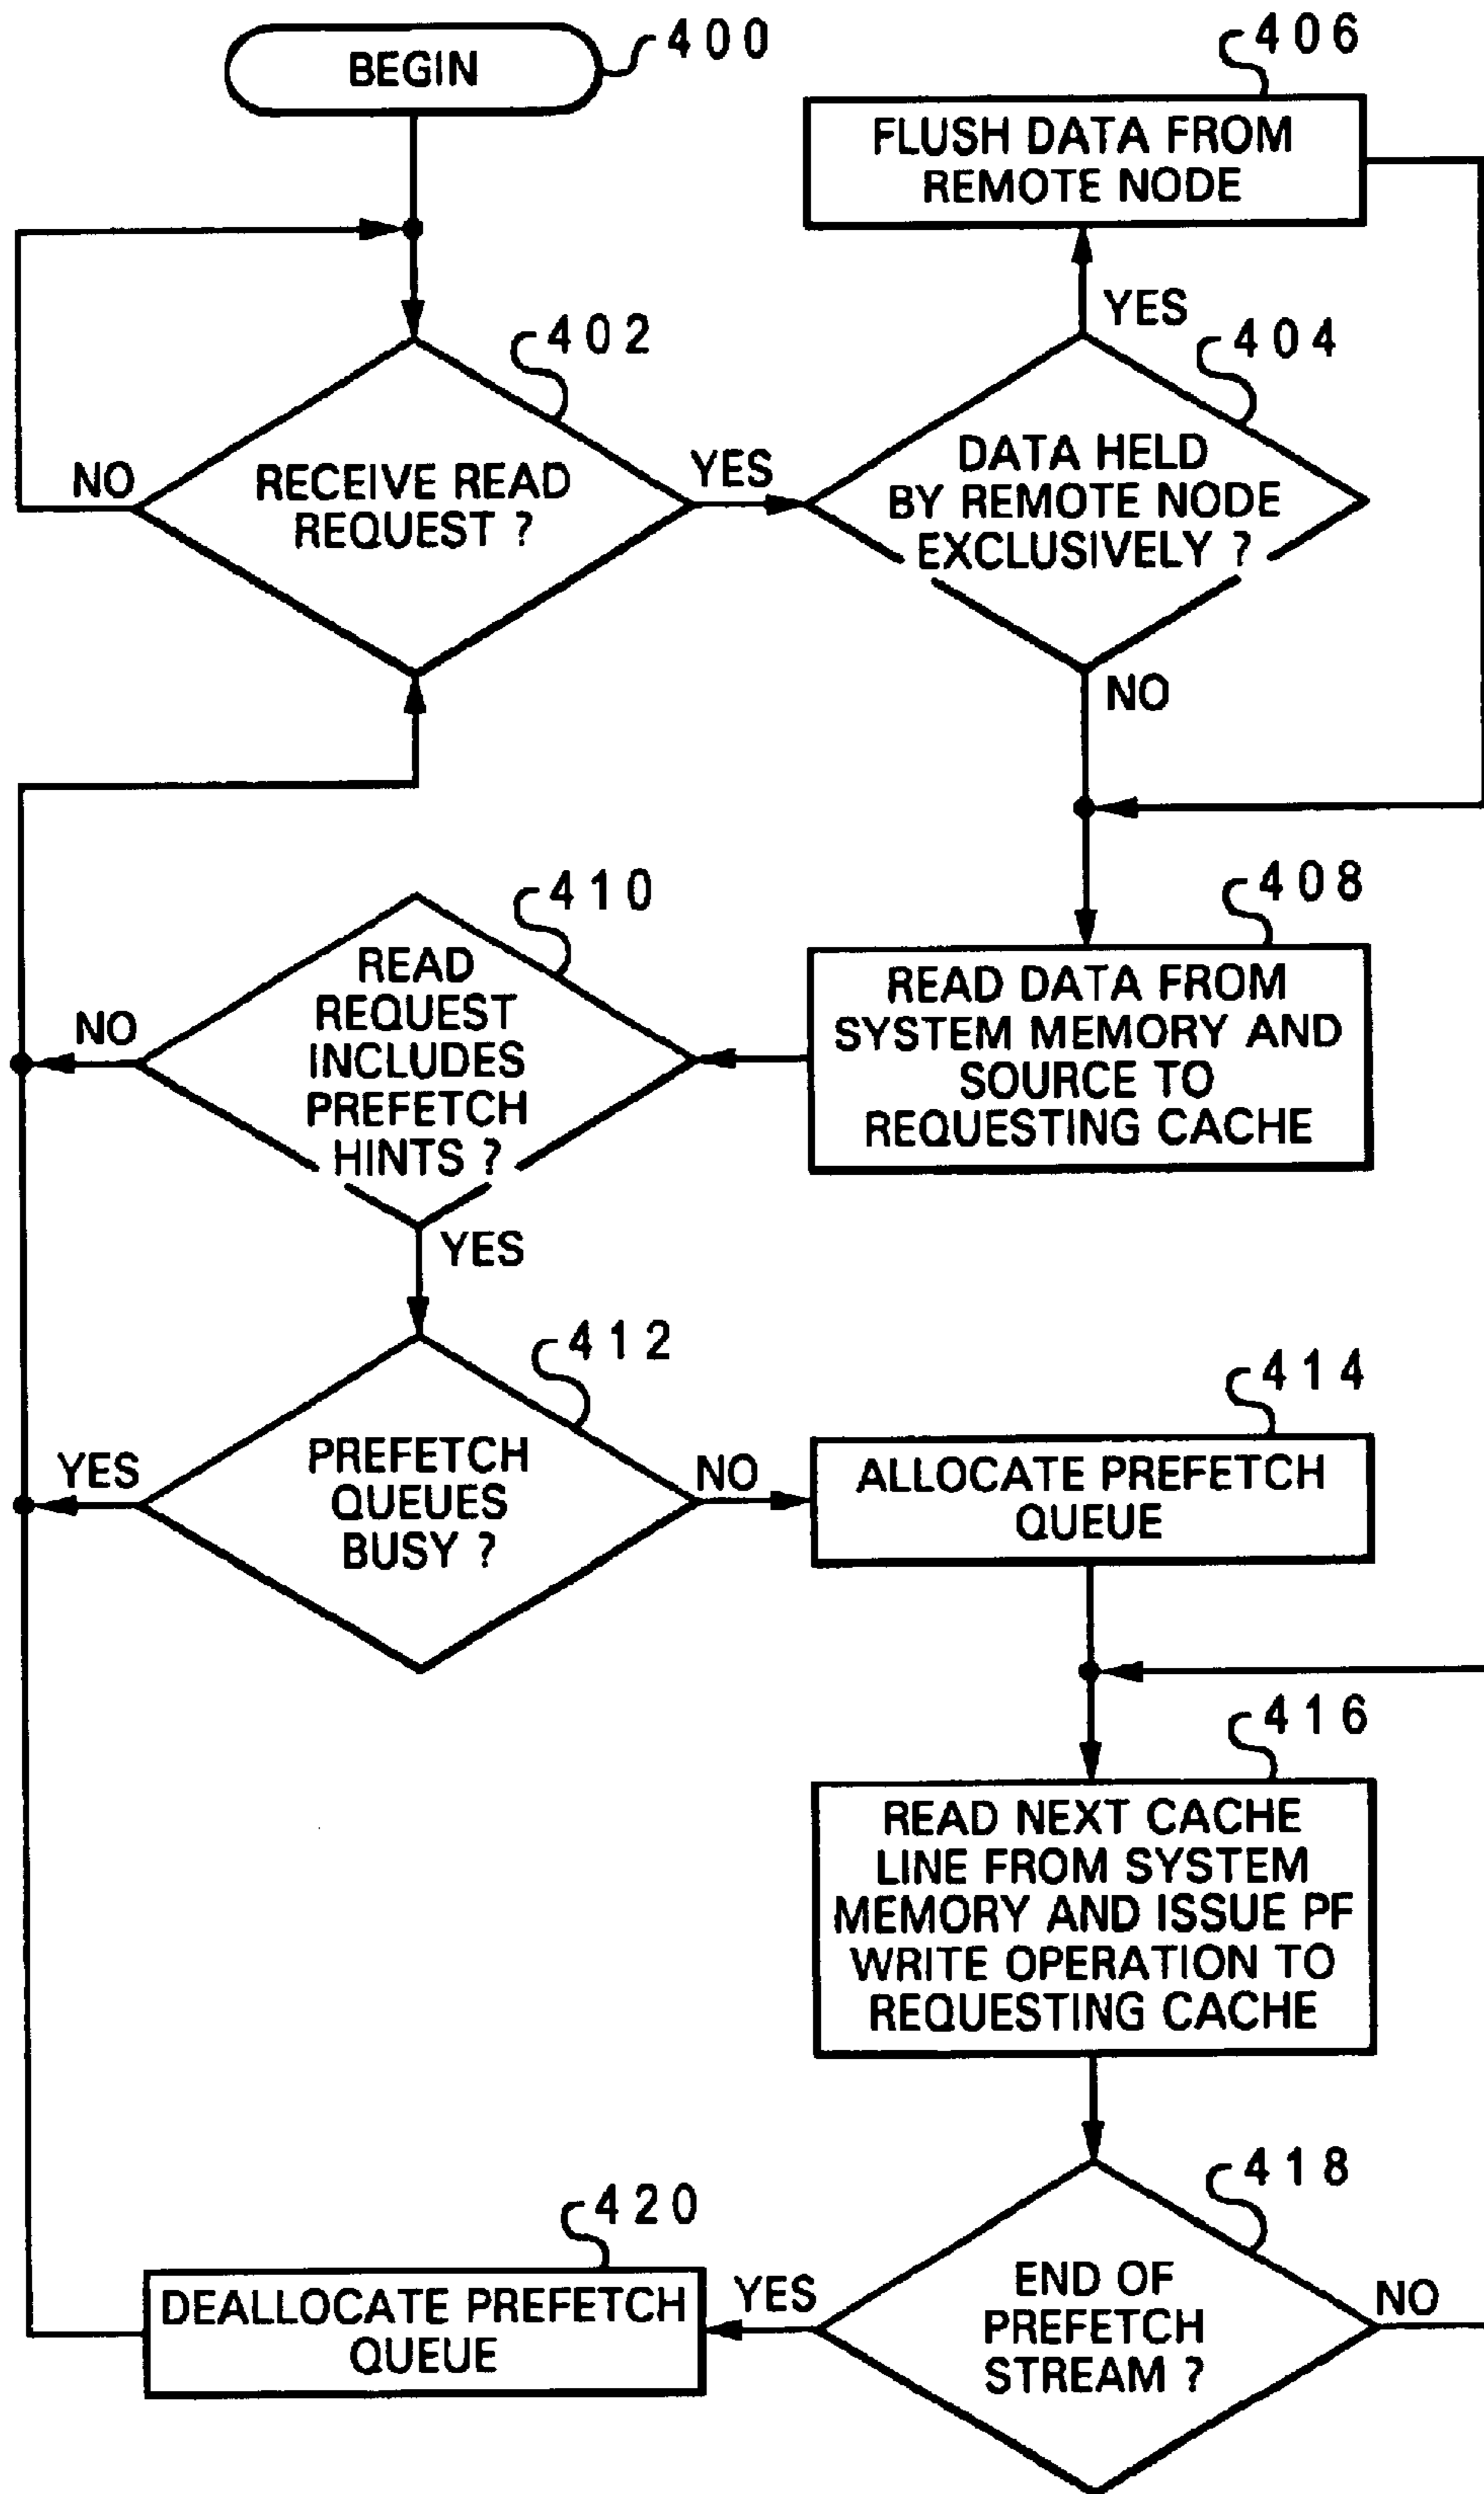 BEGIN
400
406
FLUSH DATA FROM
REMOTE NODE
YES
402
404
NO
RECEIVE READ
REQUEST ?
YES
DATA HELD
BY REMOTE NODE
EXCLUSIVELY ?
NO
410
408
READ
REQUEST
INCLUDES
PREFETCH
HINTS ?
NO
READ DATA FROM
SYSTEM MEMORY AND
SOURCE TO
REQUESTING CACHE
YES
412
414
YES
PREFETCH
QUEUES
BUSY ?
NO
ALLOCATE PREFETCH
QUEUE
416
READ NEXT CACHE
LINE FROM SYSTEM
MEMORY AND ISSUE PF
WRITE OPERATION TO
REQUESTING CACHE
418
420
DEALLOCATE PREFETCH
QUEUE
YES
END OF
PREFETCH
STREAM ?
NO